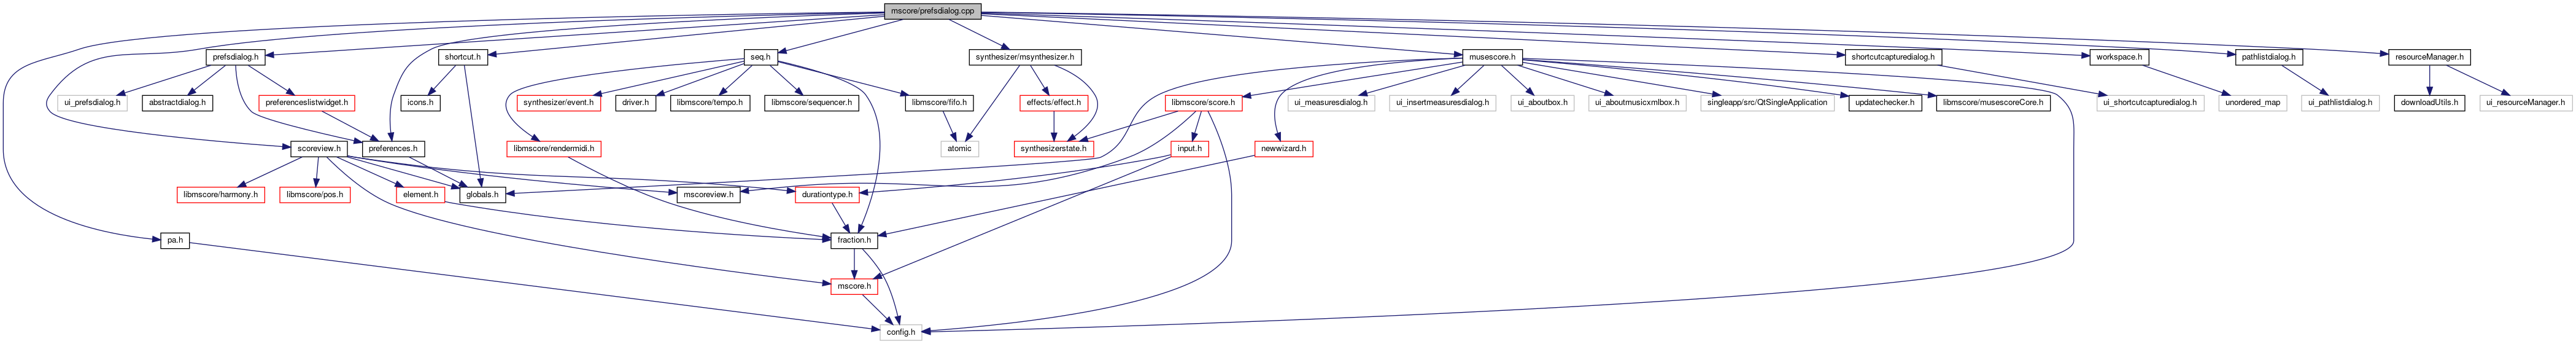 mscore/prefsdialog.cpp
prefsdialog.h
shortcut.h
seq.h
synthesizer/msynthesizer.h
musescore.h
shortcutcapturedialog.h
workspace.h
pathlistdialog.h
resourceManager.h
ui_prefsdialog.h
abstractdialog.h
preferenceslistwidget.h
icons.h
synthesizer/event.h
driver.h
libmscore/tempo.h
libmscore/sequencer.h
libmscore/fifo.h
effects/effect.h
libmscore/score.h
ui_measuresdialog.h
ui_insertmeasuresdialog.h
ui_aboutbox.h
ui_aboutmusicxmlbox.h
singleapp/src/QtSingleApplication
updatechecker.h
libmscore/musescoreCore.h
ui_shortcutcapturedialog.h
unordered_map
ui_pathlistdialog.h
downloadUtils.h
ui_resourceManager.h
scoreview.h
preferences.h
libmscore/rendermidi.h
atomic
synthesizerstate.h
input.h
newwizard.h
libmscore/harmony.h
libmscore/pos.h
element.h
globals.h
mscoreview.h
durationtype.h
pa.h
fraction.h
mscore.h
config.h